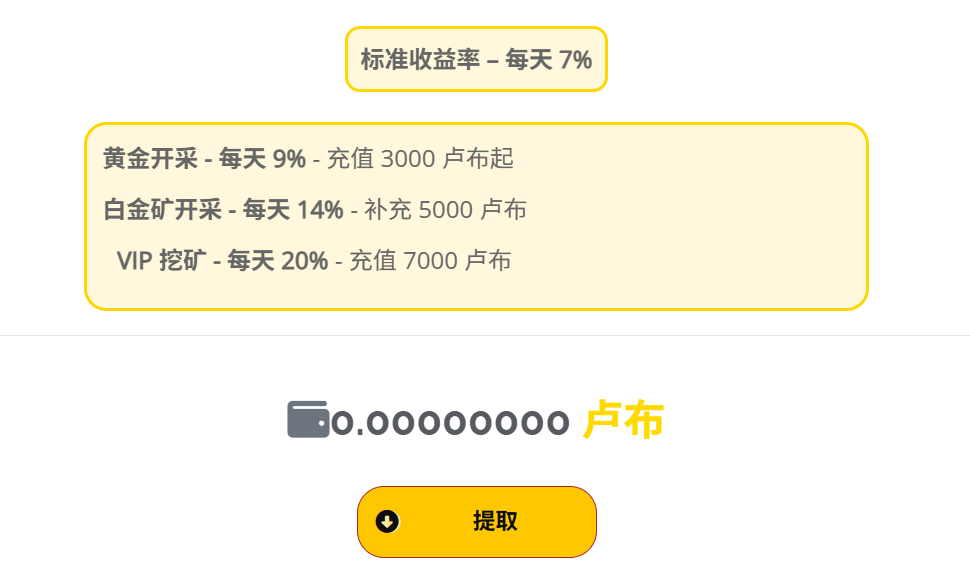 标准收益率 – 每天 7%
黄金开采 - 每天 9% - 充值 3000 卢布起
白金矿开采 - 每天 14% - 补充 5000 卢布
VIP 挖矿 - 每天 20% - 充值 7000 卢布
0.00000000 卢布
提取